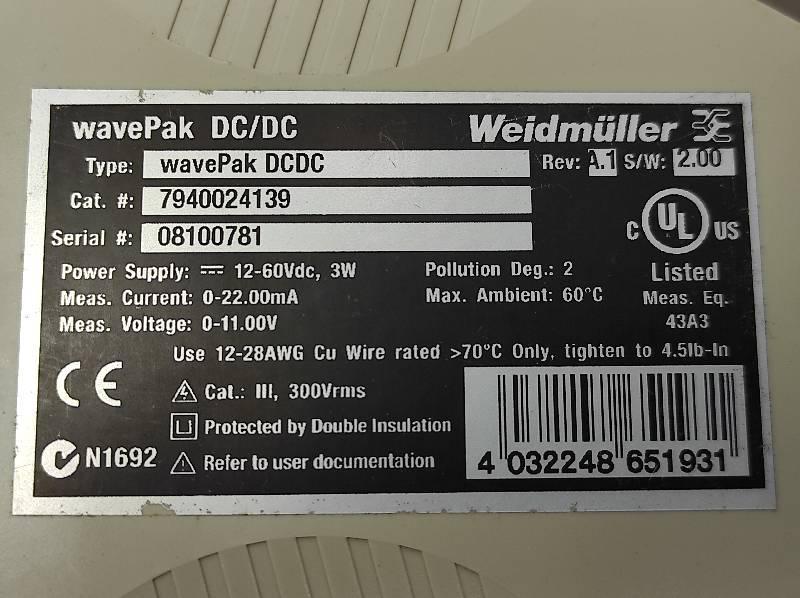 wavePak DC/DC
Weidmüller
Type: wavePak DCDC
Rev: A.1 S/W: 2.00
Cat. #: 7940024139
Serial #: 08100781
C UL US
Listed
Meas. Eq.
43A3
Power Supply: 12-60Vdc, 3W
Pollution Deg.: 2
Meas. Current: 0-22.00mA
Max. Ambient: 60°C
Meas. Voltage: 0-11.00V
Use 12-28AWG Cu Wire rated >70°C Only, tighten to 4.5lb-In
CE
Cat.: III, 300Vrms
Protected by Double Insulation
N1692
Refer to user documentation
4 032248 651931